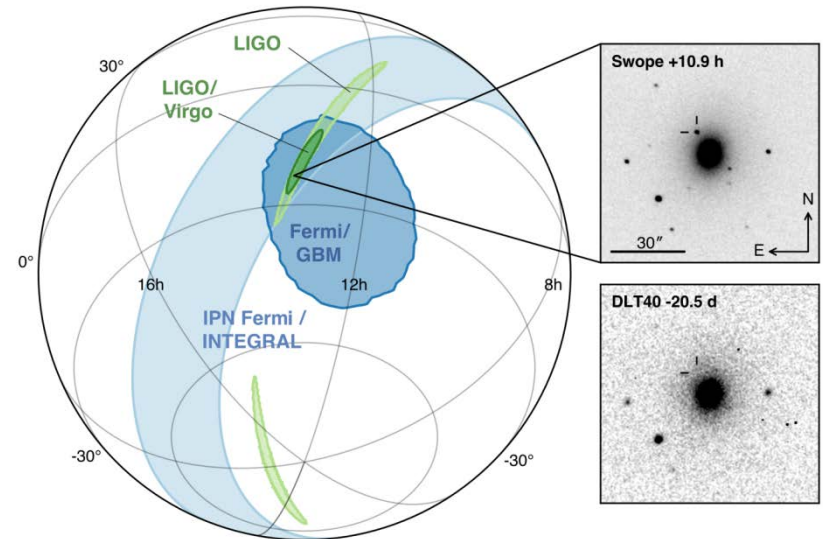 LIGO
30°
LIGO/
Virgo
Fermi/
GBM
0°
16h
12h
8h
IPN Fermi /
INTEGRAL
-30°
-30°
Swope +10.9 h
30"
N
E
DLT40 -20.5 d